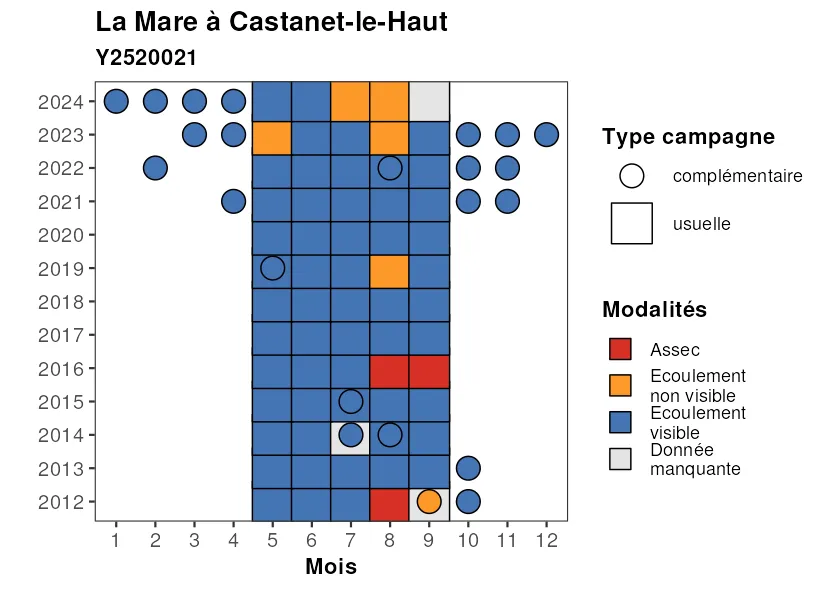 La Mare à Castanet-le-Haut
Y2520021
2024
2023
2022
2021
2020
2019
2018
2017
2016
2015
2014
2013
2012
1 2 3 4 5 6 7 8 9 10 11 12
Mois
Type campagne
complémentaire
usuelle
Modalités
Assec
Ecoulement
non visible
Ecoulement
visible
Donnée
manquante